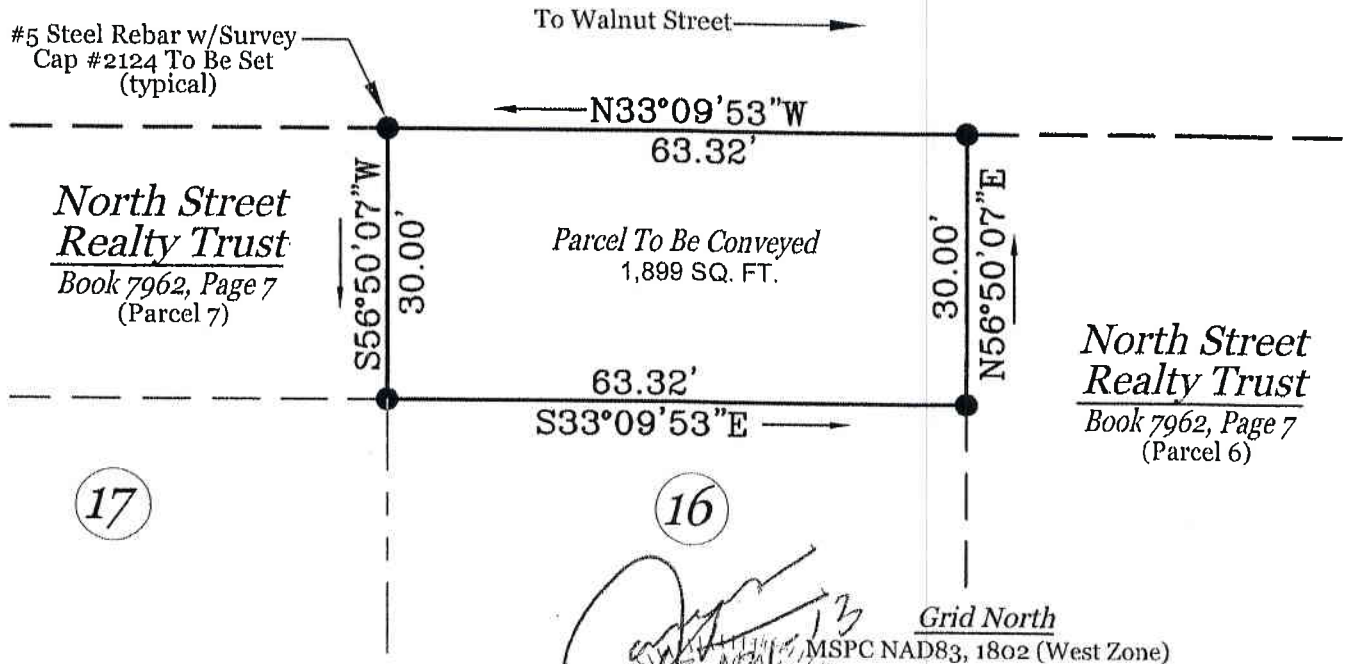 To Walnut Street
#5 Steel Rebar w/Survey
Cap #2124 To Be Set
(typical)
N33°09'53"W
63.32'
North Street
Realty Trust
Book 7962, Page 7
(Parcel 7)
S56°50'07"W
30.00'
Parcel To Be Conveyed
1,899 SQ. FT.
30.00'
N56°50'07"E
North Street
Realty Trust
Book 7962, Page 7
(Parcel 6)
63.32'
S33°09'53"E
17
16
Grid North
MSPC NAD83, 1802 (West Zone)